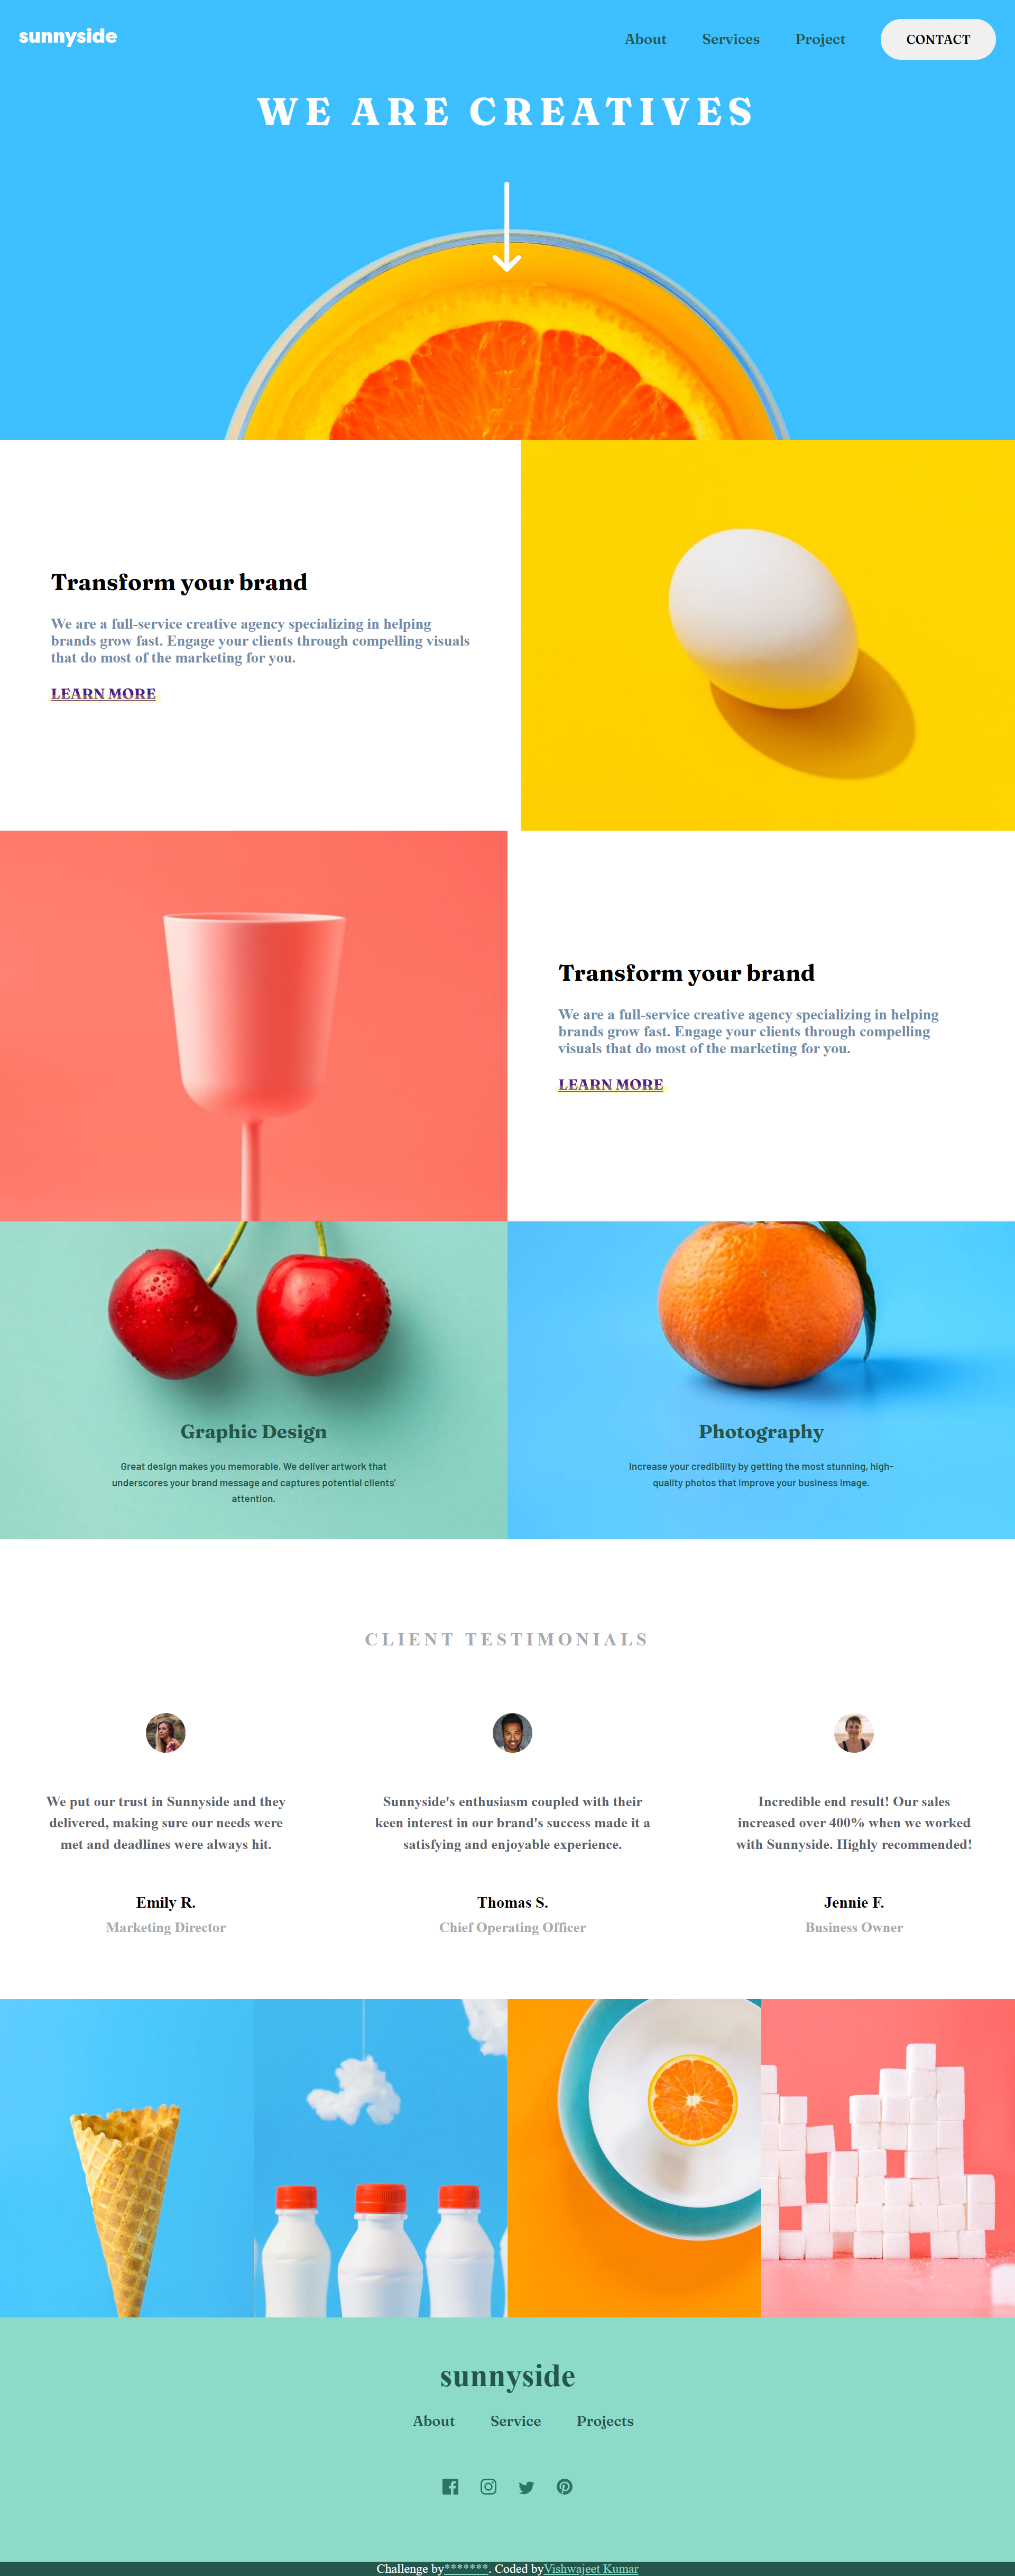 sunnyside
About Services Project CONTACT
WE ARE CREATIVES
Transform your brand
We are a full-service creative agency specializing in helping
brands grow fast. Engage your clients through compelling visuals
that do most of the marketing for you.
LEARN MORE
Transform your brand
We are a full-service creative agency specializing in helping
brands grow fast. Engage your clients through compelling
visuals that do most of the marketing for you.
LEARN MORE
Graphic Design
Great design makes you memorable. We deliver artwork that
underscores your brand message and captures potential clients'
attention.
Photography
Increase your credibility by getting the most stunning, high-
quality photos that improve your business image.
CLIENT TESTIMONIALS
We put our trust in Sunnyside and they
delivered, making sure our needs were
met and deadlines were always hit.
Emily R.
Marketing Director
Sunnyside's enthusiasm coupled with their
keen interest in our brand's success made it a
satisfying and enjoyable experience.
Thomas S.
Chief Operating Officer
Incredible end result! Our sales
increased over 400% when we worked
with Sunnyside. Highly recommended!
Jennie F.
Business Owner
sunnyside
About Service Projects
Challenge by*******. Coded byVishwajeet Kumar